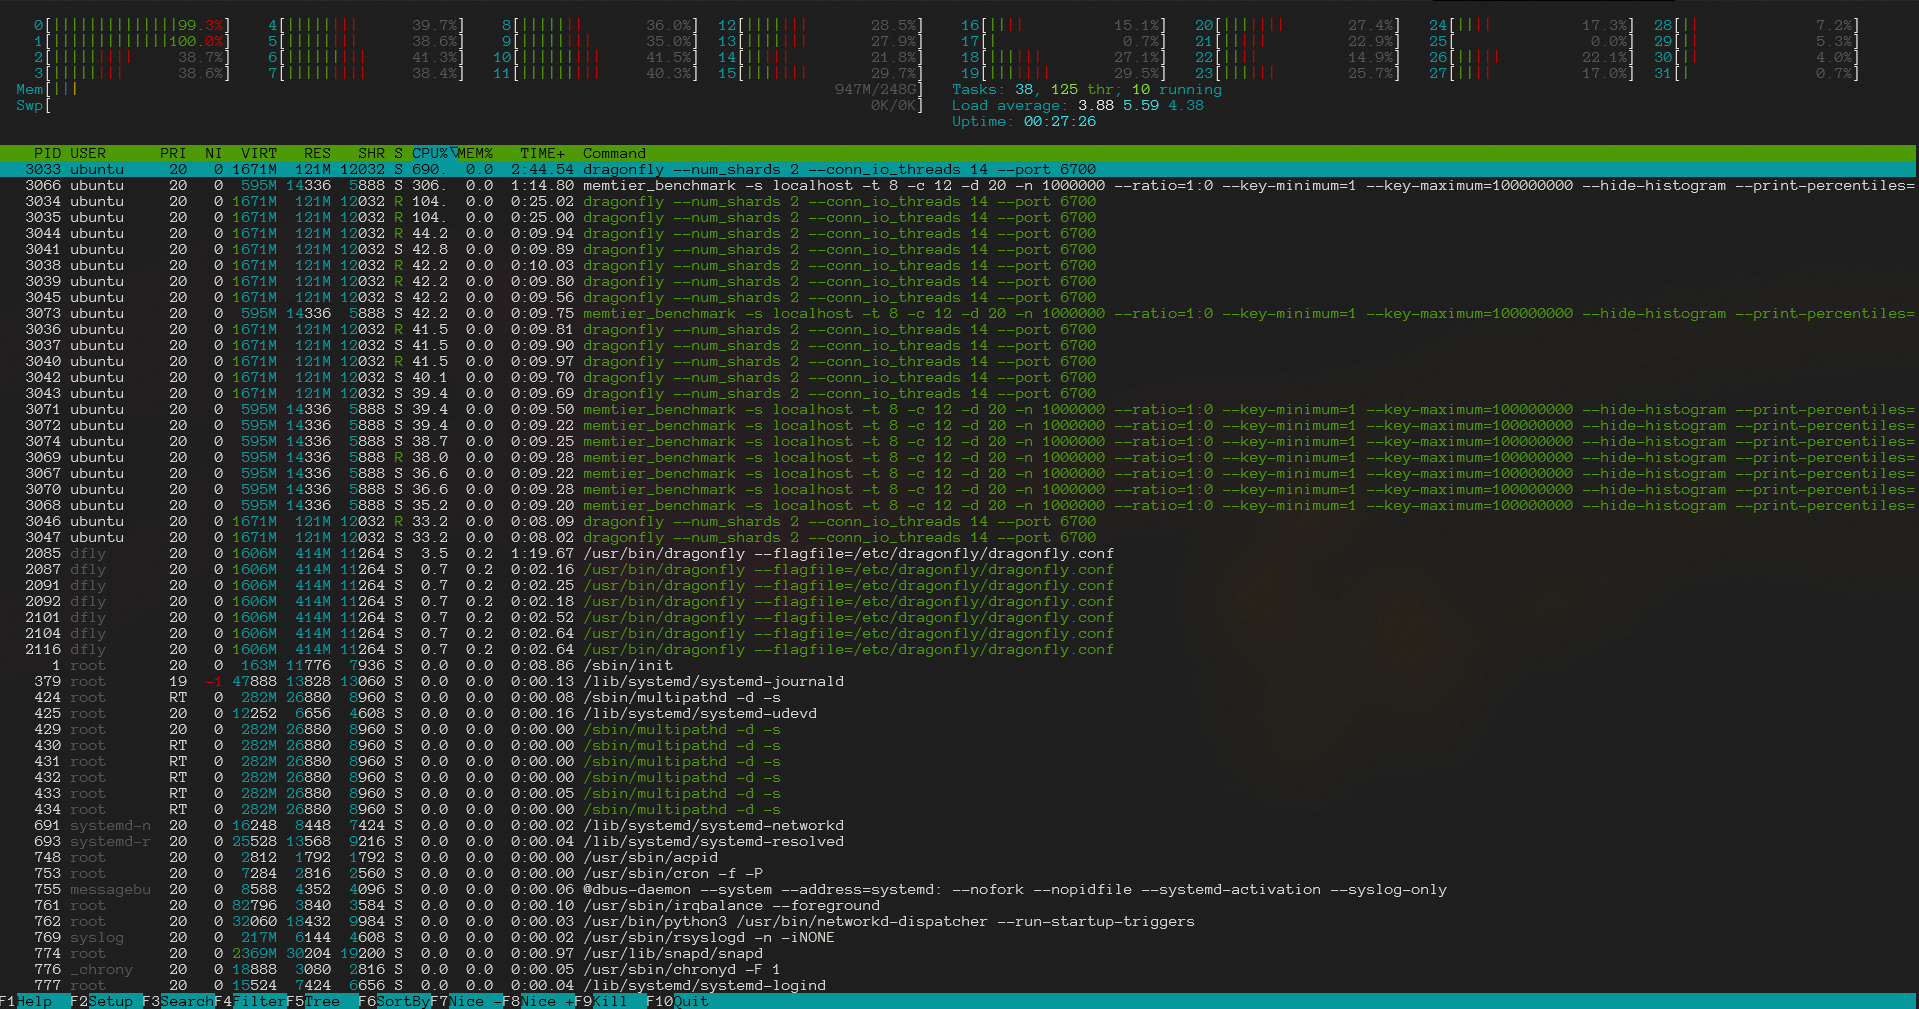 0[||||||||||||||99.3%] 4[|||||||| 39.7%] 8[||||||| 36.0%] 12[||||||| 28.5%] 16[|||| 15.1%] 20[||||||| 27.4%] 24[|||| 17.3%] 28[|| 7.2%]
1[|||||||||||||100.0%] 5[|||||||| 38.6%] 9[|||||||| 35.0%] 13[||||||| 27.9%] 17[| 0.7%] 21[||||| 22.9%] 25[ 0.0%] 29[|| 5.3%]
2[||||||||| 38.7%] 6[||||||||| 41.3%] 10[||||||||| 41.5%] 14[||||| 21.8%] 18[|||||| 27.1%] 22[|||| 14.9%] 26[||||| 22.1%] 30[|| 4.0%]
3[|||||||| 38.6%] 7[||||||||| 38.4%] 11[||||||||| 40.3%] 15[||||||| 29.7%] 19[||||||| 29.5%] 23[|||||| 25.7%] 27[|||| 17.0%] 31[| 0.7%]
Mem[||| 947M/248G] Tasks: 38, 125 thr; 10 running
Swp[ 0K/0K] Load average: 3.88 5.59 4.38
Uptime: 00:27:26
PID USER PRI NI VIRT RES SHR S CPU%▽MEM% TIME+ Command
3033 ubuntu 20 0 1671M 121M 12032 S 690. 0.0 2:44.54 dragonfly --num_shards 2 --conn_io_threads 14 --port 6700
3066 ubuntu 20 0 595M 14336 5888 S 306. 0.0 1:14.80 memtier_benchmark -s localhost -t 8 -c 12 -d 20 -n 1000000 --ratio=1:0 --key-minimum=1 --key-maximum=100000000 --hide-histogram --print-percentiles=
3034 ubuntu 20 0 1671M 121M 12032 R 104. 0.0 0:25.02 dragonfly --num_shards 2 --conn_io_threads 14 --port 6700
3035 ubuntu 20 0 1671M 121M 12032 R 104. 0.0 0:25.00 dragonfly --num_shards 2 --conn_io_threads 14 --port 6700
3044 ubuntu 20 0 1671M 121M 12032 R 44.2 0.0 0:09.94 dragonfly --num_shards 2 --conn_io_threads 14 --port 6700
3041 ubuntu 20 0 1671M 121M 12032 S 42.8 0.0 0:09.89 dragonfly --num_shards 2 --conn_io_threads 14 --port 6700
3038 ubuntu 20 0 1671M 121M 12032 R 42.2 0.0 0:10.03 dragonfly --num_shards 2 --conn_io_threads 14 --port 6700
3039 ubuntu 20 0 1671M 121M 12032 R 42.2 0.0 0:09.80 dragonfly --num_shards 2 --conn_io_threads 14 --port 6700
3045 ubuntu 20 0 1671M 121M 12032 S 42.2 0.0 0:09.56 dragonfly --num_shards 2 --conn_io_threads 14 --port 6700
3073 ubuntu 20 0 595M 14336 5888 S 42.2 0.0 0:09.75 memtier_benchmark -s localhost -t 8 -c 12 -d 20 -n 1000000 --ratio=1:0 --key-minimum=1 --key-maximum=100000000 --hide-histogram --print-percentiles=
3036 ubuntu 20 0 1671M 121M 12032 R 41.5 0.0 0:09.81 dragonfly --num_shards 2 --conn_io_threads 14 --port 6700
3037 ubuntu 20 0 1671M 121M 12032 S 41.5 0.0 0:09.90 dragonfly --num_shards 2 --conn_io_threads 14 --port 6700
3040 ubuntu 20 0 1671M 121M 12032 R 41.5 0.0 0:09.97 dragonfly --num_shards 2 --conn_io_threads 14 --port 6700
3042 ubuntu 20 0 1671M 121M 12032 S 40.1 0.0 0:09.70 dragonfly --num_shards 2 --conn_io_threads 14 --port 6700
3043 ubuntu 20 0 1671M 121M 12032 S 39.4 0.0 0:09.69 dragonfly --num_shards 2 --conn_io_threads 14 --port 6700
3071 ubuntu 20 0 595M 14336 5888 S 39.4 0.0 0:09.50 memtier_benchmark -s localhost -t 8 -c 12 -d 20 -n 1000000 --ratio=1:0 --key-minimum=1 --key-maximum=100000000 --hide-histogram --print-percentiles=
3072 ubuntu 20 0 595M 14336 5888 S 39.4 0.0 0:09.22 memtier_benchmark -s localhost -t 8 -c 12 -d 20 -n 1000000 --ratio=1:0 --key-minimum=1 --key-maximum=100000000 --hide-histogram --print-percentiles=
3074 ubuntu 20 0 595M 14336 5888 S 38.7 0.0 0:09.25 memtier_benchmark -s localhost -t 8 -c 12 -d 20 -n 1000000 --ratio=1:0 --key-minimum=1 --key-maximum=100000000 --hide-histogram --print-percentiles=
3069 ubuntu 20 0 595M 14336 5888 R 38.0 0.0 0:09.28 memtier_benchmark -s localhost -t 8 -c 12 -d 20 -n 1000000 --ratio=1:0 --key-minimum=1 --key-maximum=100000000 --hide-histogram --print-percentiles=
3067 ubuntu 20 0 595M 14336 5888 S 36.6 0.0 0:09.22 memtier_benchmark -s localhost -t 8 -c 12 -d 20 -n 1000000 --ratio=1:0 --key-minimum=1 --key-maximum=100000000 --hide-histogram --print-percentiles=
3070 ubuntu 20 0 595M 14336 5888 S 36.6 0.0 0:09.28 memtier_benchmark -s localhost -t 8 -c 12 -d 20 -n 1000000 --ratio=1:0 --key-minimum=1 --key-maximum=100000000 --hide-histogram --print-percentiles=
3068 ubuntu 20 0 595M 14336 5888 S 35.2 0.0 0:09.20 memtier_benchmark -s localhost -t 8 -c 12 -d 20 -n 1000000 --ratio=1:0 --key-minimum=1 --key-maximum=100000000 --hide-histogram --print-percentiles=
3046 ubuntu 20 0 1671M 121M 12032 R 33.2 0.0 0:08.09 dragonfly --num_shards 2 --conn_io_threads 14 --port 6700
3047 ubuntu 20 0 1671M 121M 12032 S 33.2 0.0 0:08.02 dragonfly --num_shards 2 --conn_io_threads 14 --port 6700
2085 dfly 20 0 1606M 414M 11264 S 3.5 0.2 1:19.67 /usr/bin/dragonfly --flagfile=/etc/dragonfly/dragonfly.conf
2087 dfly 20 0 1606M 414M 11264 S 0.7 0.2 0:02.16 /usr/bin/dragonfly --flagfile=/etc/dragonfly/dragonfly.conf
2091 dfly 20 0 1606M 414M 11264 S 0.7 0.2 0:02.25 /usr/bin/dragonfly --flagfile=/etc/dragonfly/dragonfly.conf
2092 dfly 20 0 1606M 414M 11264 S 0.7 0.2 0:02.18 /usr/bin/dragonfly --flagfile=/etc/dragonfly/dragonfly.conf
2101 dfly 20 0 1606M 414M 11264 S 0.7 0.2 0:02.52 /usr/bin/dragonfly --flagfile=/etc/dragonfly/dragonfly.conf
2104 dfly 20 0 1606M 414M 11264 S 0.7 0.2 0:02.64 /usr/bin/dragonfly --flagfile=/etc/dragonfly/dragonfly.conf
2116 dfly 20 0 1606M 414M 11264 S 0.7 0.2 0:02.64 /usr/bin/dragonfly --flagfile=/etc/dragonfly/dragonfly.conf
1 root 20 0 163M 11776 7936 S 0.0 0.0 0:08.86 /sbin/init
379 root 19 -1 47888 13828 13060 S 0.0 0.0 0:00.13 /lib/systemd/systemd-journald
424 root RT 0 282M 26880 8960 S 0.0 0.0 0:00.08 /sbin/multipathd -d -s
425 root 20 0 12252 6656 4608 S 0.0 0.0 0:00.16 /lib/systemd/systemd-udevd
429 root 20 0 282M 26880 8960 S 0.0 0.0 0:00.00 /sbin/multipathd -d -s
430 root RT 0 282M 26880 8960 S 0.0 0.0 0:00.00 /sbin/multipathd -d -s
431 root RT 0 282M 26880 8960 S 0.0 0.0 0:00.00 /sbin/multipathd -d -s
432 root RT 0 282M 26880 8960 S 0.0 0.0 0:00.00 /sbin/multipathd -d -s
433 root RT 0 282M 26880 8960 S 0.0 0.0 0:00.05 /sbin/multipathd -d -s
434 root RT 0 282M 26880 8960 S 0.0 0.0 0:00.00 /sbin/multipathd -d -s
691 systemd-n 20 0 16248 8448 7424 S 0.0 0.0 0:00.02 /lib/systemd/systemd-networkd
693 systemd-r 20 0 25528 13568 9216 S 0.0 0.0 0:00.04 /lib/systemd/systemd-resolved
748 root 20 0 2812 1792 1792 S 0.0 0.0 0:00.00 /usr/sbin/acpid
753 root 20 0 7284 2816 2560 S 0.0 0.0 0:00.00 /usr/sbin/cron -f -P
755 messagebu 20 0 8588 4352 4096 S 0.0 0.0 0:00.06 @dbus-daemon --system --address=systemd: --nofork --nopidfile --systemd-activation --syslog-only
761 root 20 0 82796 3840 3584 S 0.0 0.0 0:00.10 /usr/sbin/irqbalance --foreground
762 root 20 0 32060 18432 9984 S 0.0 0.0 0:00.03 /usr/bin/python3 /usr/bin/networkd-dispatcher --run-startup-triggers
769 syslog 20 0 217M 6144 4608 S 0.0 0.0 0:00.02 /usr/sbin/rsyslogd -n -iNONE
774 root 20 0 2369M 30204 19200 S 0.0 0.0 0:00.97 /usr/lib/snapd/snapd
776 _chrony 20 0 18888 3080 2816 S 0.0 0.0 0:00.05 /usr/sbin/chronyd -F 1
777 root 20 0 15524 7424 6656 S 0.0 0.0 0:00.04 /lib/systemd/systemd-logind
F1Help F2Setup F3SearchF4FilterF5Tree F6SortByF7Nice -F8Nice +F9Kill F10Quit